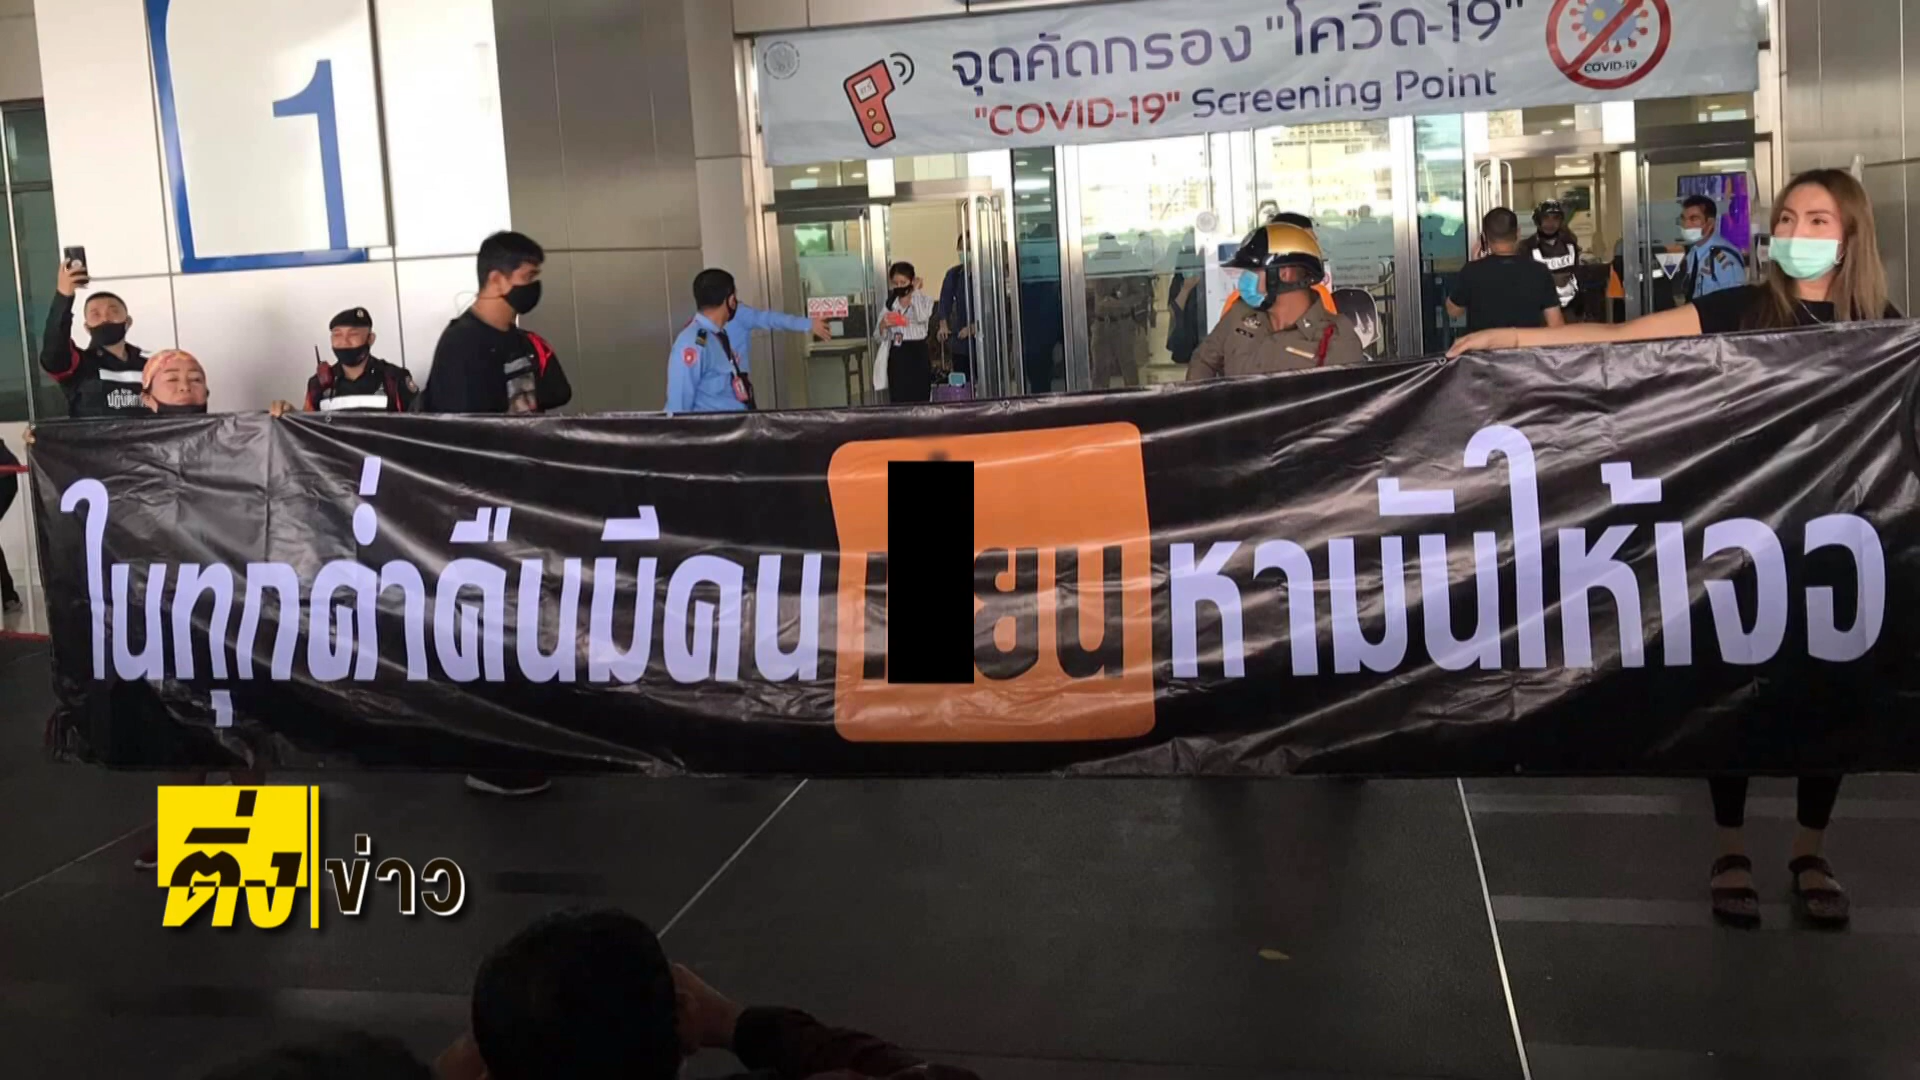 1
จุดคัดกรอง "โควิด-19"
"COVID-19" Screening Point
COVID-19
ในทุกค่ำคืนมีคน ยน หามันให้เจอ
ติ่งข่าว